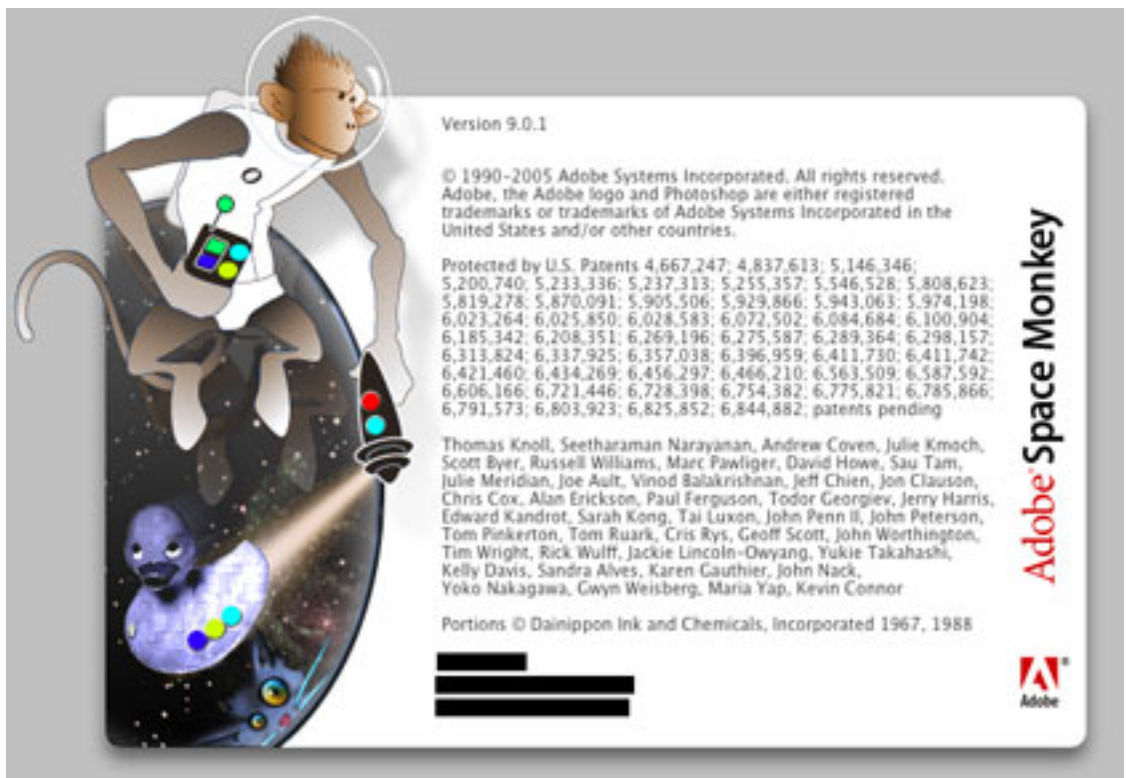 Version 9.0.1
© 1990–2005 Adobe Systems Incorporated. All rights reserved.
Adobe, the Adobe logo and Photoshop are either registered
trademarks or trademarks of Adobe Systems Incorporated in the
United States and/or other countries.
Protected by U.S. Patents 4,667,247; 4,837,613; 5,146,346;
5,200,740; 5,233,336; 5,237,313; 5,255,357; 5,546,528; 5,808,623;
5,819,278; 5,870,091; 5,905,506; 5,929,866; 5,943,063; 5,974,198;
6,023,264; 6,025,850; 6,028,583; 6,072,502; 6,084,684; 6,100,904;
6,185,342; 6,208,351; 6,269,196; 6,275,587; 6,289,364; 6,298,157;
6,313,824; 6,337,925; 6,357,038; 6,396,959; 6,411,730; 6,411,742;
6,421,460; 6,434,269; 6,456,297; 6,466,210; 6,563,509; 6,587,592;
6,606,166; 6,721,446; 6,728,398; 6,754,382; 6,775,821; 6,785,866;
6,791,573; 6,803,923; 6,825,852; 6,844,882; patents pending
Thomas Knoll, Seetharaman Narayanan, Andrew Coven, Julie Kmoch,
Scott Byer, Russell Williams, Marc Pawliger, David Howe, Sau Tam,
Julie Meridian, Joe Ault, Vinod Balakrishnan, Jeff Chien, Jon Clauson,
Chris Cox, Alan Erickson, Paul Ferguson, Todor Georgiev, Jerry Harris,
Edward Kandrot, Sarah Kong, Tai Luxon, John Penn II, John Peterson,
Tom Pinkerton, Tom Ruark, Cris Rys, Geoff Scott, John Worthington,
Tim Wright, Rick Wulff, Jackie Lincoln-Owyang, Yukie Takahashi,
Kelly Davis, Sandra Alves, Karen Gauthier, John Nack,
Yoko Nakagawa, Gwyn Weisberg, Maria Yap, Kevin Connor
Portions © Dainippon Ink and Chemicals, Incorporated 1967, 1988
Adobe® Space Monkey
Adobe®